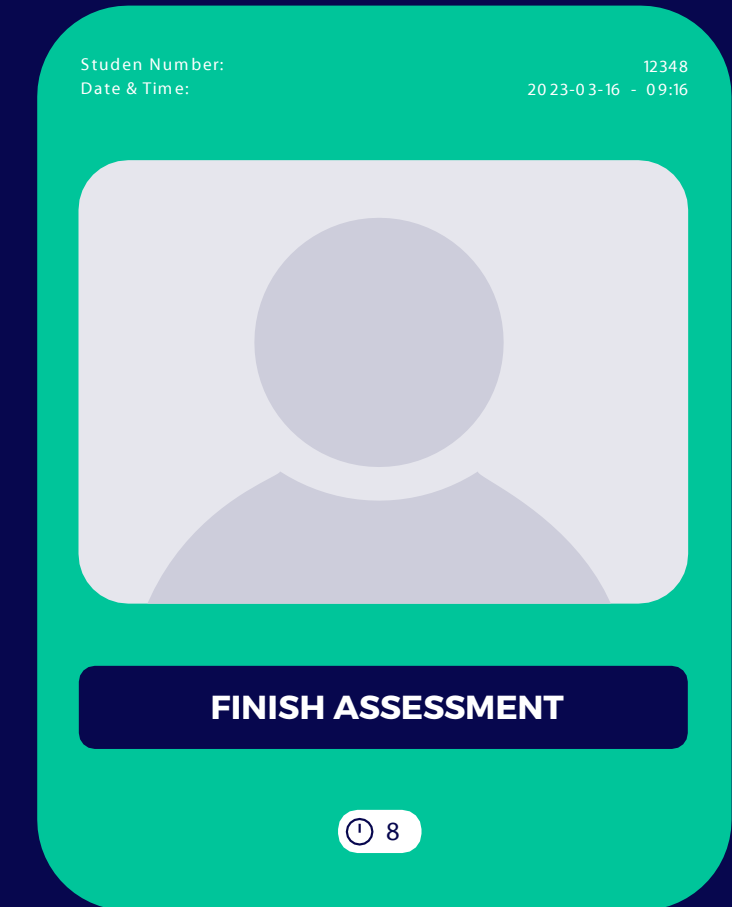 Studen Number: 12348
Date & Time: 2023-03-16 - 09:16
FINISH ASSESSMENT
8